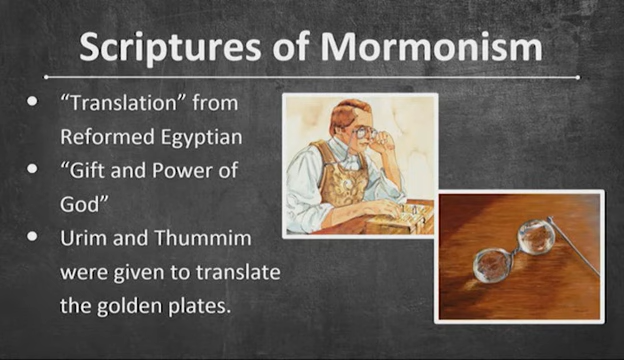 Scriptures of Mormonism
• “Translation” from
Reformed Egyptian
• “Gift and Power of
God”
• Urim and Thummim
were given to translate
the golden plates.